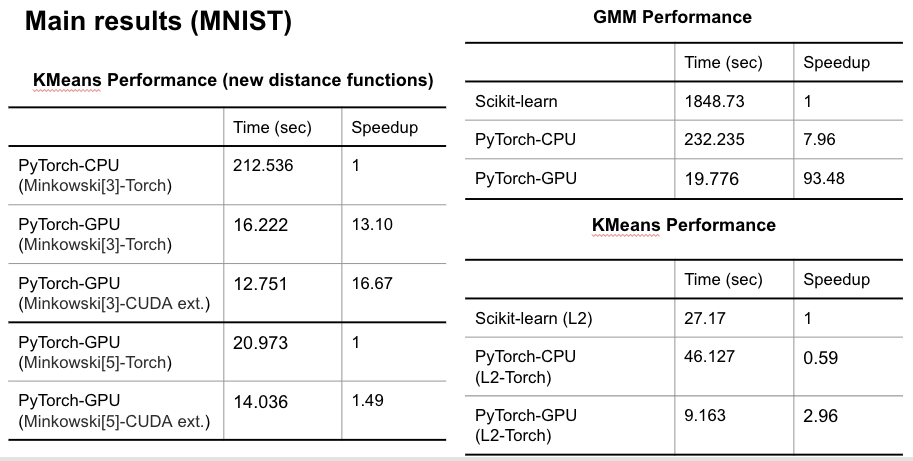 Main results (MNIST)
KMeans Performance (new distance functions)
Time (sec) Speedup
PyTorch-CPU 212.536 1
(Minkowski[3]-Torch)
PyTorch-GPU 16.222 13.10
(Minkowski[3]-Torch)
PyTorch-GPU 12.751 16.67
(Minkowski[3]-CUDA ext.)
PyTorch-GPU 20.973 1
(Minkowski[5]-Torch)
PyTorch-GPU 14.036 1.49
(Minkowski[5]-CUDA ext.)
GMM Performance
Time (sec) Speedup
Scikit-learn 1848.73 1
PyTorch-CPU 232.235 7.96
PyTorch-GPU 19.776 93.48
KMeans Performance
Time (sec) Speedup
Scikit-learn (L2) 27.17 1
PyTorch-CPU 46.127 0.59
(L2-Torch)
PyTorch-GPU 9.163 2.96
(L2-Torch)